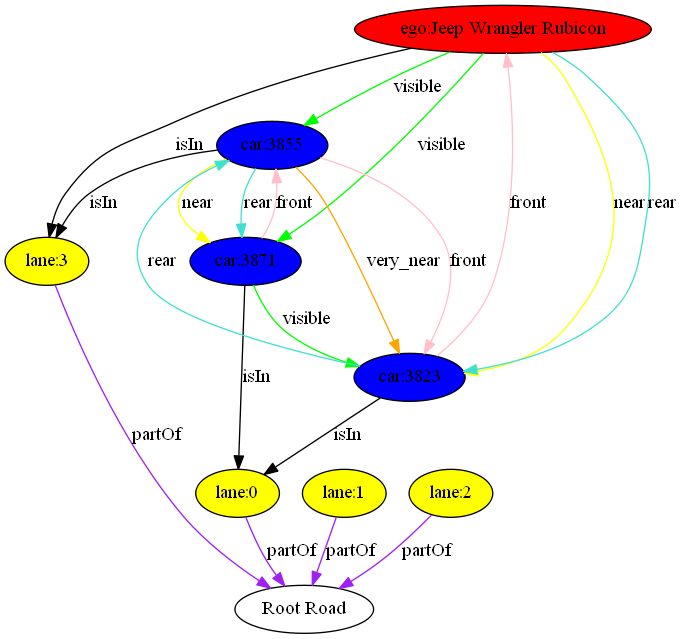 ego:Jeep Wrangler Rubicon
visible
isIn
car:3855
visible
isIn
near
rear
front
front
near
rear
lane:3
rear
car:3871
very_near
front
visible
isIn
car:3823
partOf
isIn
lane:0
lane:1
lane:2
partOf
partOf
partOf
Root Road